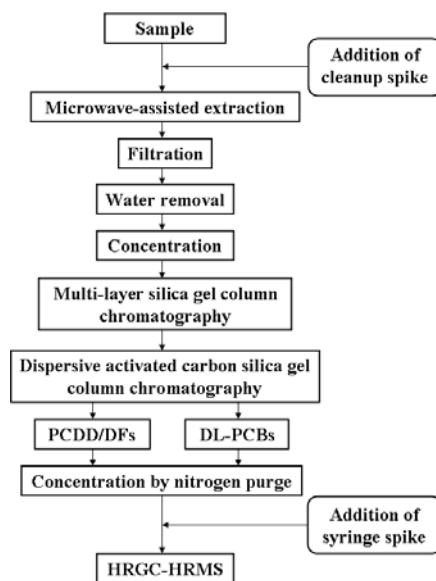 Sample
Addition of
cleanup spike
Microwave-assisted extraction
Filtration
Water removal
Concentration
Multi-layer silica gel column
chromatography
Dispersive activated carbon silica gel
column chromatography
PCDD/DFs
DL-PCBs
Concentration by nitrogen purge
Addition of
syringe spike
HRGC-HRMS